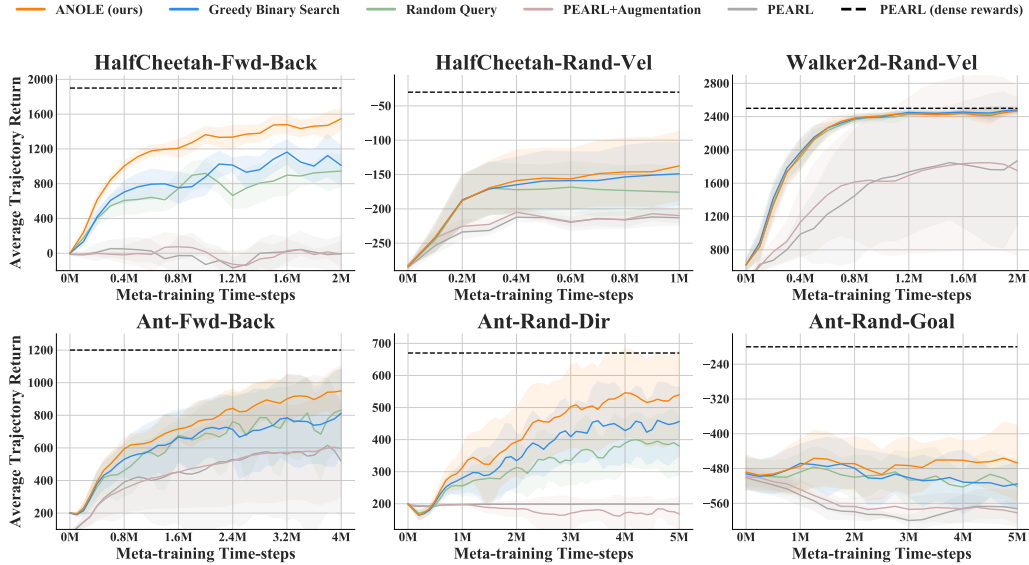 ANOLE (ours) Greedy Binary Search Random Query PEARL+Augmentation PEARL PEARL (dense rewards)
HalfCheetah-Fwd-Back HalfCheetah-Rand-Vel Walker2d-Rand-Vel
Average Trajectory Return
2000
1600
1200
800
400
0
0M 0.4M 0.8M 1.2M 1.6M 2M
Meta-training Time-steps
−50
−100
−150
−200
−250
0M 0.2M 0.4M 0.6M 0.8M 1M
Meta-training Time-steps
2800
2400
2000
1600
1200
800
0M 0.4M 0.8M 1.2M 1.6M 2M
Meta-training Time-steps
Ant-Fwd-Back Ant-Rand-Dir Ant-Rand-Goal
Average Trajectory Return
1200
1000
800
600
400
200
0M 0.8M 1.6M 2.4M 3.2M 4M
Meta-training Time-steps
700
600
500
400
300
200
0M 1M 2M 3M 4M 5M
Meta-training Time-steps
−240
−320
−400
−480
−560
0M 1M 2M 3M 4M 5M
Meta-training Time-steps